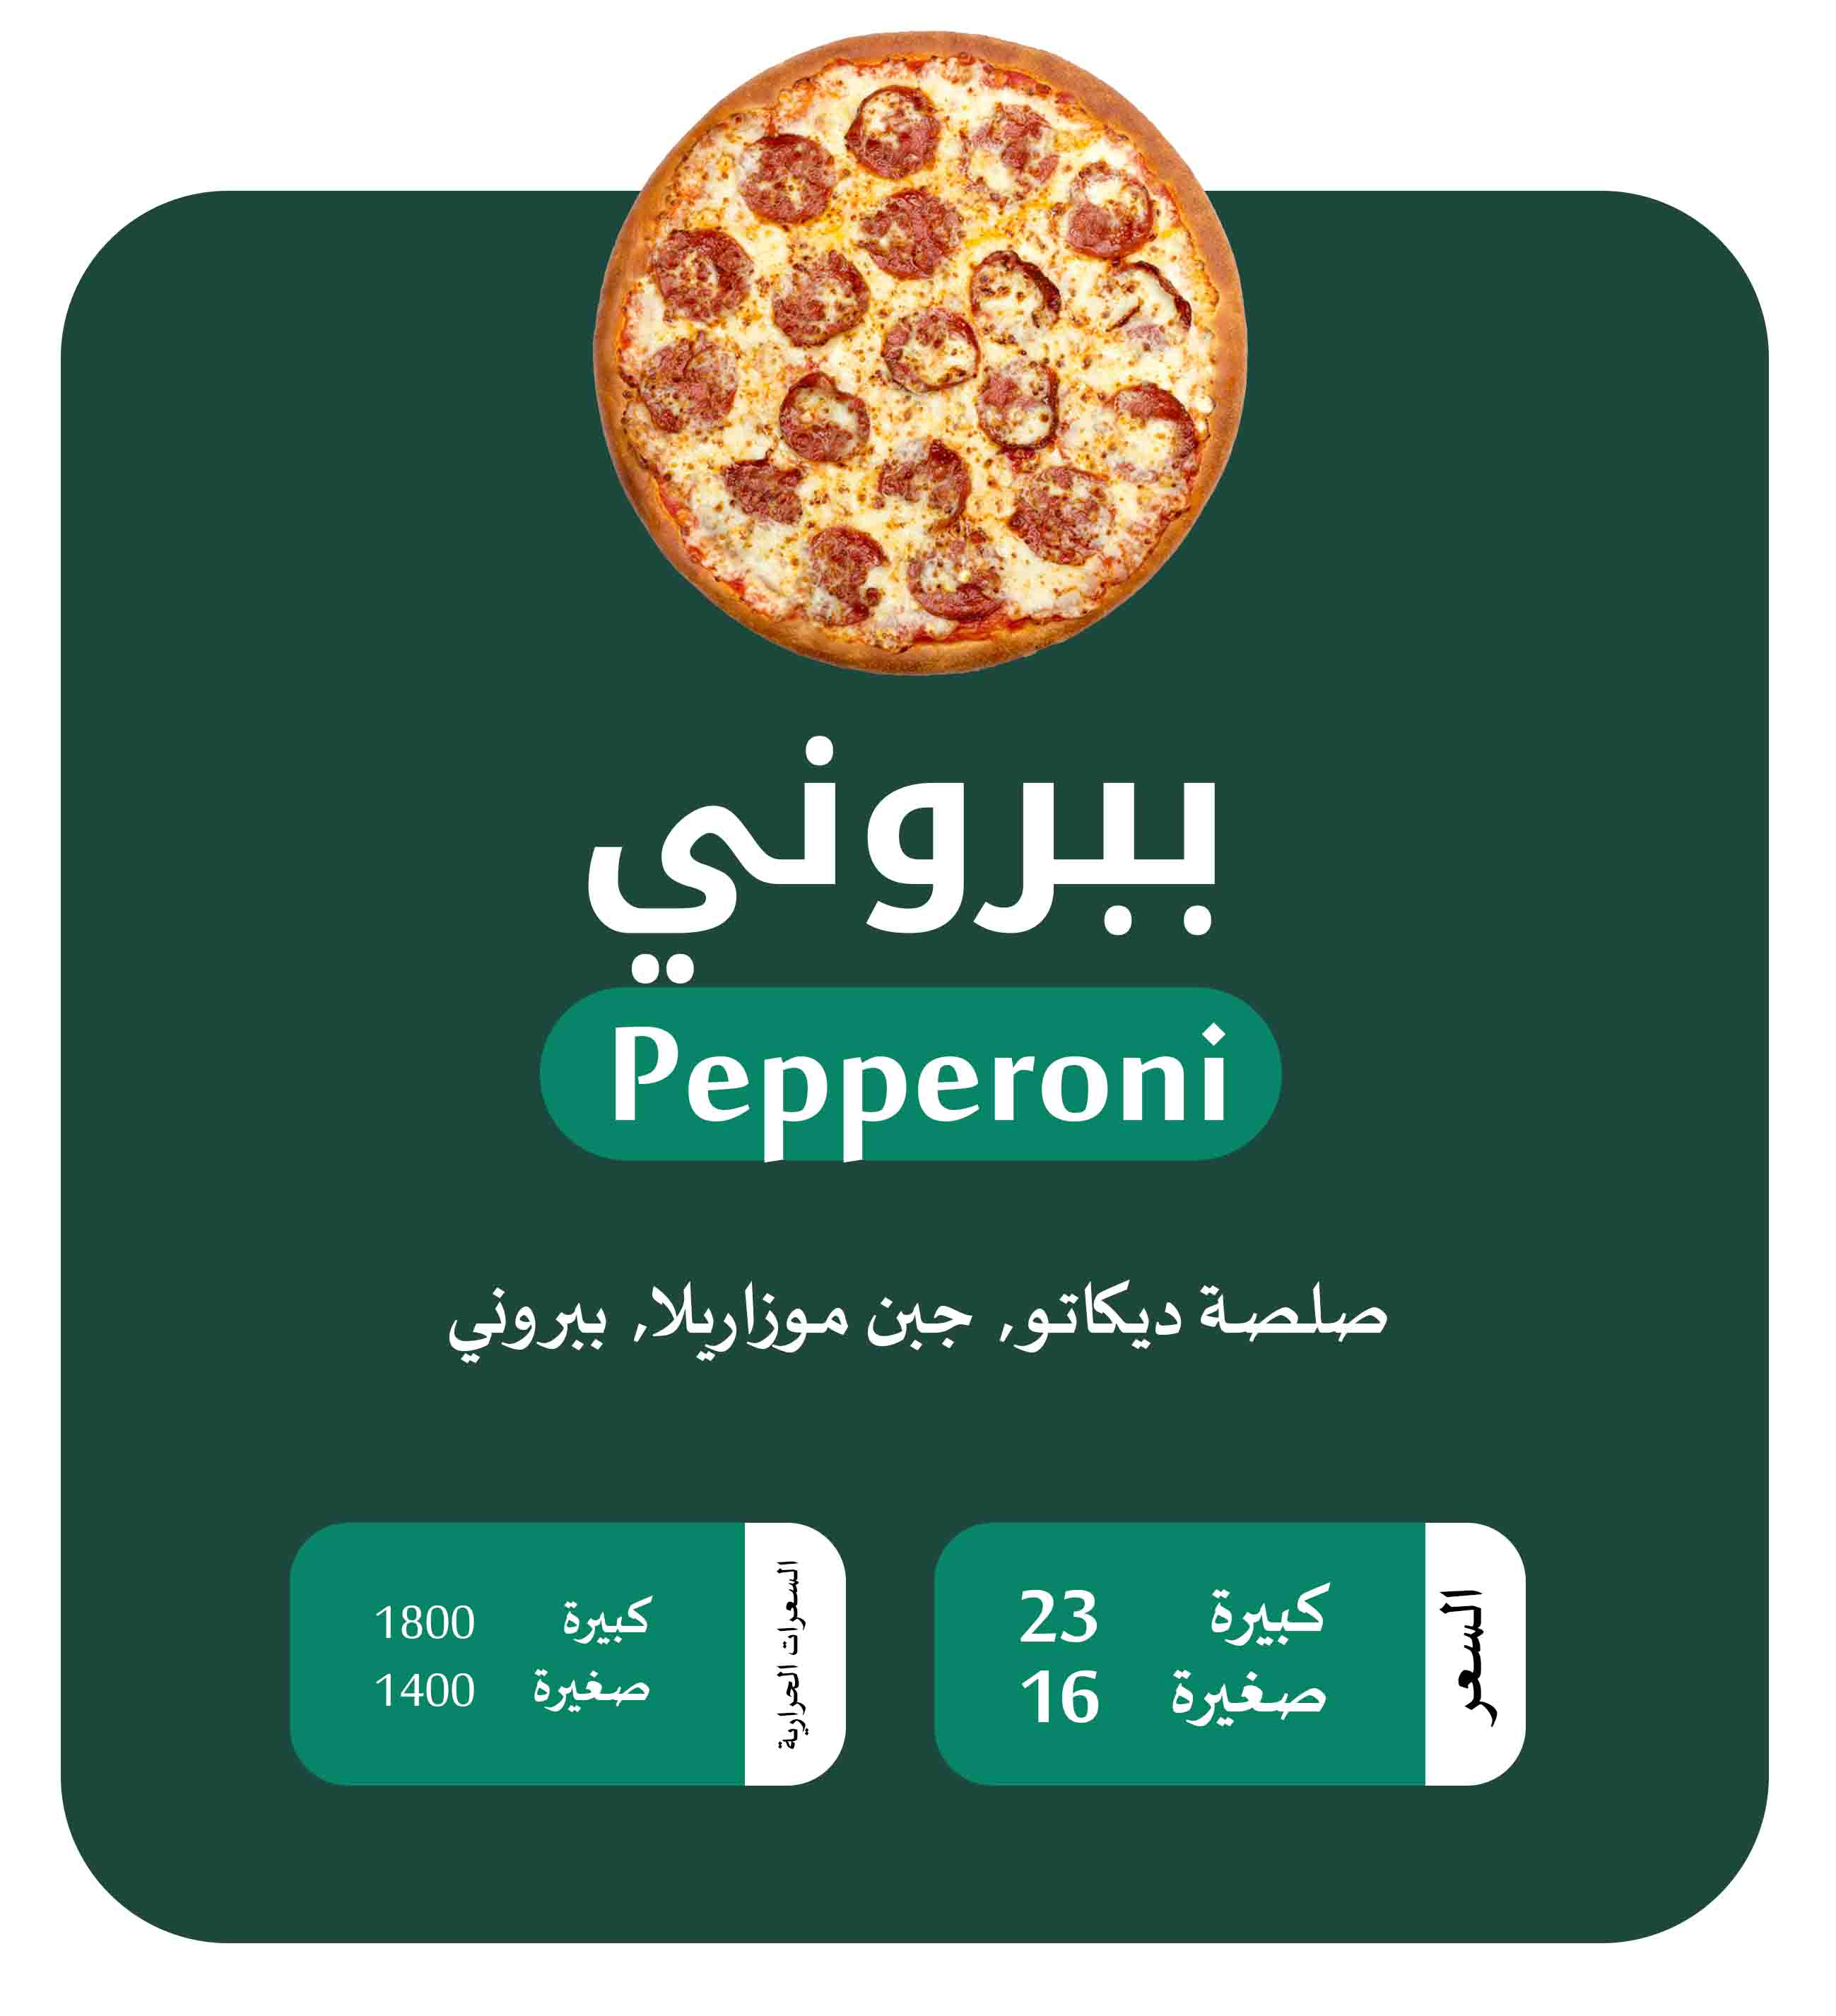 ببروني
Pepperoni
صلصة ديكاتو, جبن موزاريلا, ببروني
السعر
كبيرة 23
صغيرة 16
السعرات الحرارية
كبيرة 1800
صغيرة 1400